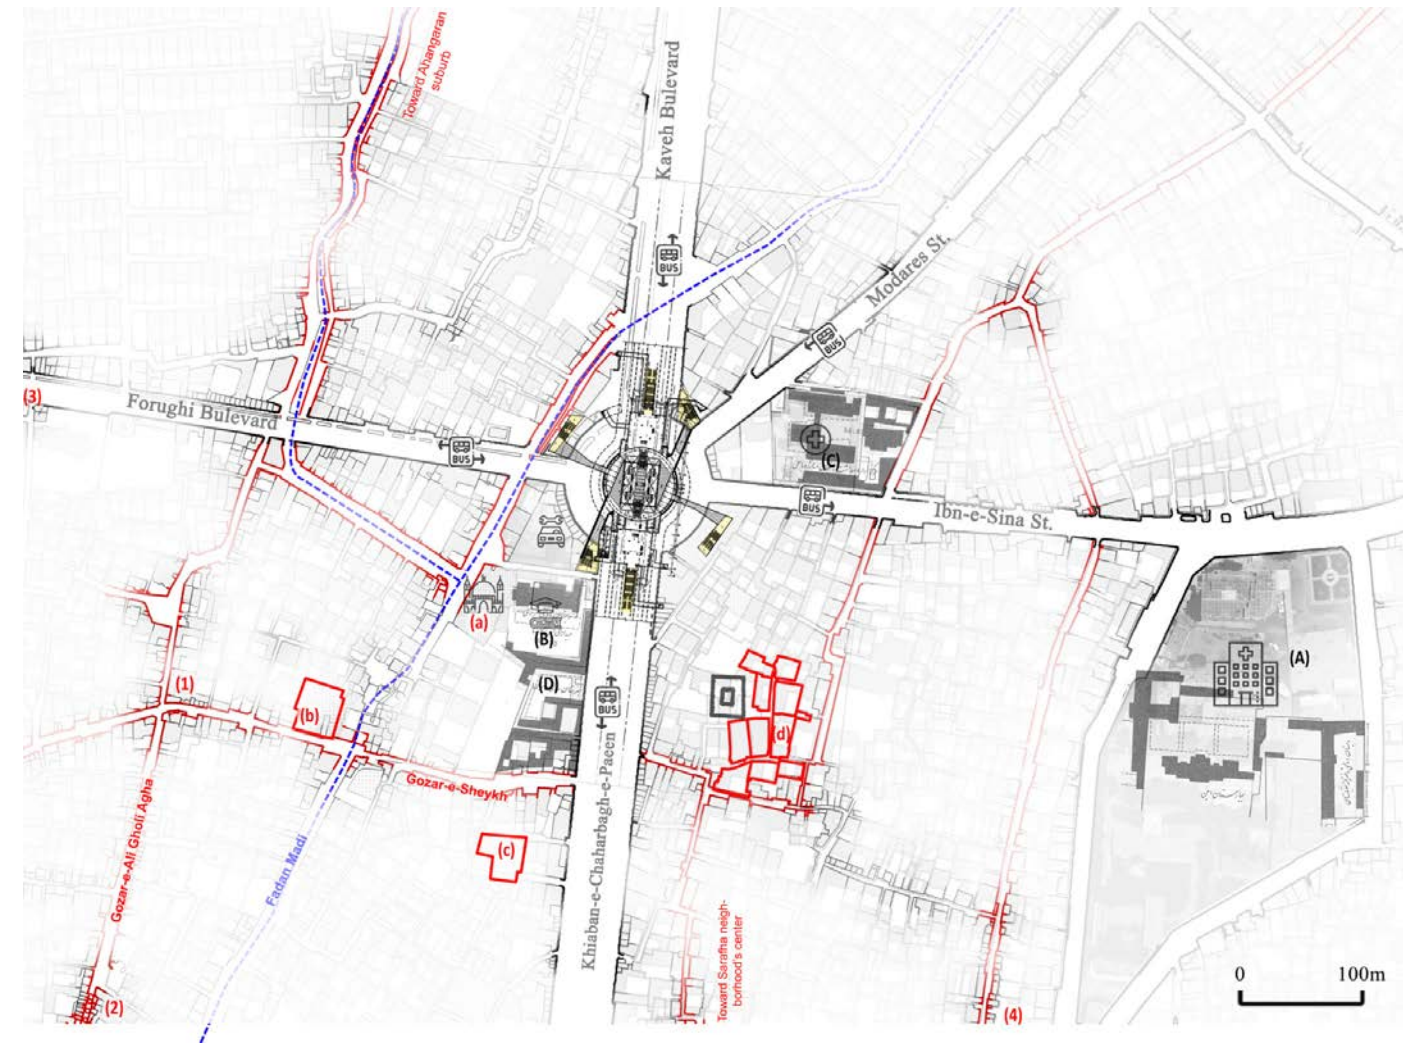 Toward Ahangaran
suburb
Kaveh Bulevard
Modares St.
BUS
BUS
(3)
Forughi Bulevard
BUS
(C)
BUS
Ibn-e-Sina St.
(a)
(B)
(A)
(D)
BUS
(1)
(b)
(d)
Gozar-e-Sheykh
Gozar-e-Ali Gholi Agha
Fadan Madi
(c)
Khiaban-e-Chaharbagh-e-Paeen
Toward Sarafha neigh-
borhood's center
(2)
(4)
0 100m